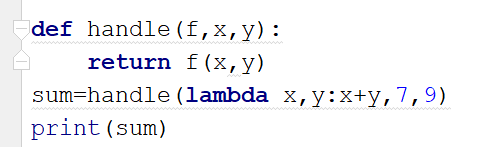 def handle(f,x,y):
    return f(x,y)
sum=handle(lambda x,y:x+y,7,9)
print(sum)